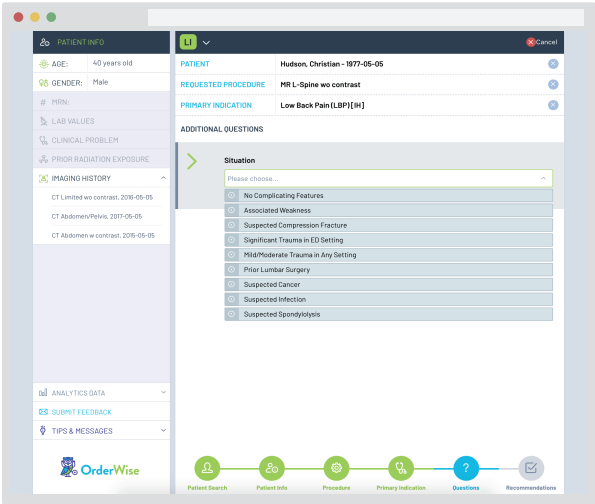 PATIENT INFO
AGE: 40 years old
GENDER: Male
# MRN:
LAB VALUES
CLINICAL PROBLEM
PRIOR RADIATION EXPOSURE
IMAGING HISTORY
CT Limited wo contrast, 2016-05-05
CT Abdomen/Pelvis, 2017-05-05
CT Abdomen w contrast, 2015-05-05
ANALYTICS DATA
SUBMIT FEEDBACK
TIPS & MESSAGES
OrderWise
LI
Cancel
PATIENT Hudson, Christian - 1977-05-05
REQUESTED PROCEDURE MR L-Spine wo contrast
PRIMARY INDICATION Low Back Pain (LBP) [IH]
ADDITIONAL QUESTIONS
Situation
Please choose...
No Complicating Features
Associated Weakness
Suspected Compression Fracture
Significant Trauma in ED Setting
Mild/Moderate Trauma in Any Setting
Prior Lumbar Surgery
Suspected Cancer
Suspected Infection
Suspected Spondylolysis
?
Patient Search Patient Info Procedure Primary Indication Questions Recommendations